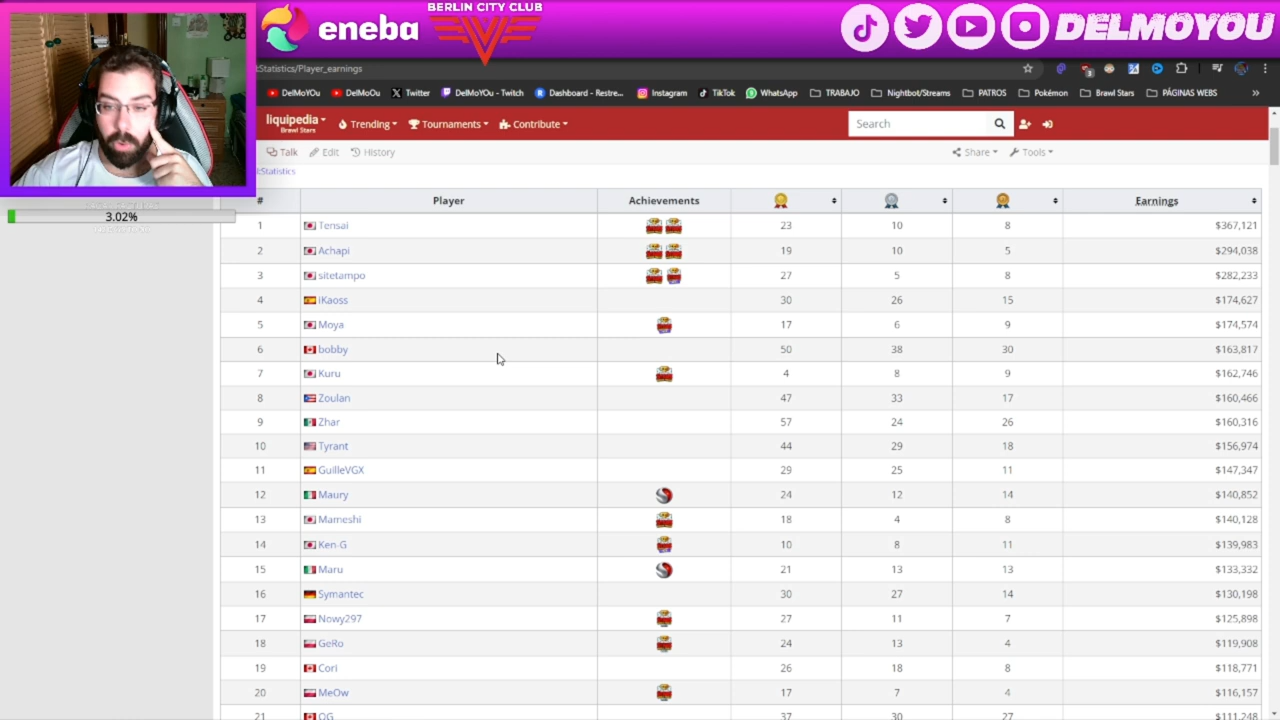 BERLIN CITY CLUB
eneba
DELMOYOU
:Statistics/Player_earnings
DelMoYOu DelMoOu Twitter DelMoYOu - Twitch Dashboard - Restre... Instagram TikTok WhatsApp TRABAJO Nightbot/Streams PATROS Pokémon Brawl Stars PÁGINAS WEBS »
liquipedia Brawl Stars Trending Tournaments Contribute Search
Talk Edit History Share Tools
:Statistics
3.02%
# Player Achievements Earnings
1 Tensai 23 10 8 $367,121
2 Achapi 19 10 5 $294,038
3 sitetampo 27 5 8 $282,233
4 iKaoss 30 26 15 $174,627
5 Moya 17 6 9 $174,574
6 bobby 50 38 30 $163,817
7 Kuru 4 8 9 $162,746
8 Zoulan 47 33 17 $160,466
9 Zhar 57 24 26 $160,316
10 Tyrant 44 29 18 $156,974
11 GuilleVGX 29 25 11 $147,347
12 Maury 24 12 14 $140,852
13 Mameshi 18 4 8 $140,128
14 Ken-G 10 8 11 $139,983
15 Maru 21 13 13 $133,332
16 Symantec 30 27 14 $130,198
17 Nowy297 27 11 7 $125,898
18 GeRo 24 13 4 $119,908
19 Cori 26 18 8 $118,771
20 MeOw 17 7 4 $116,157
21 OG 37 30 27 $111,248